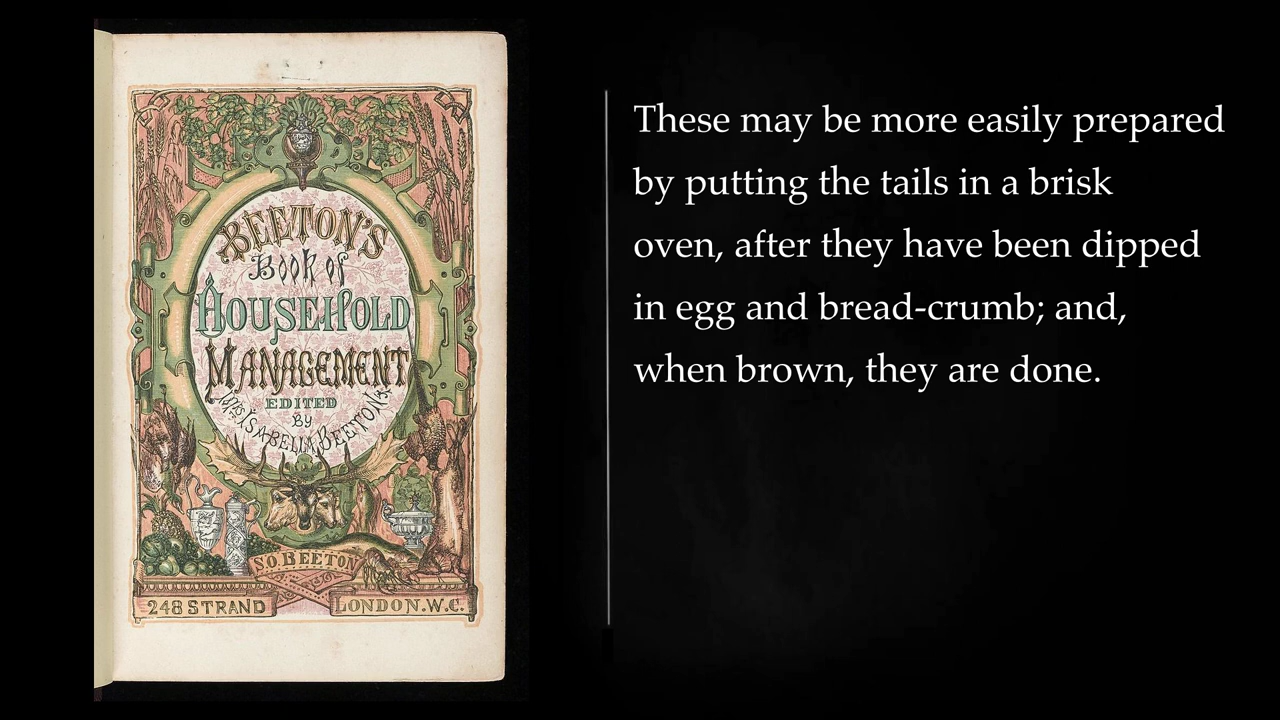 BEETON'S
Book of
HOUSEHOLD
MANAGEMENT
EDITED
BY
MRS ISABELLA BEETON
S.O. BEETON
248 STRAND
LONDON. W.C.
These may be more easily prepared
by putting the tails in a brisk
oven, after they have been dipped
in egg and bread-crumb; and,
when brown, they are done.